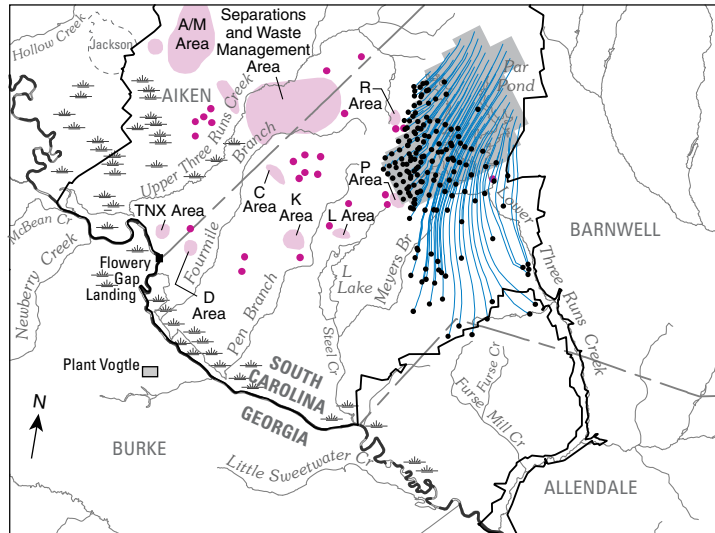 Hollow Creek
Jackson
A/M
Area
Separations
and Waste
Management
Area
AIKEN
Upper Three Runs Creek
R
Area
Par
Pond
Branch
P
Area
C
Area
K
Area
L Area
TNX Area
Lower
Three Runs Creek
BARNWELL
McBean Cr
Newberry Creek
Flowery
Gap
Landing
Fourmile
D
Area
L
Lake
Meyers Br
Pen Branch
Steel Cr
Plant Vogtle
SOUTH
CAROLINA
GEORGIA
Furse Cr
Furse Mill Cr
N
BURKE
Little Sweetwater Cr
ALLENDALE